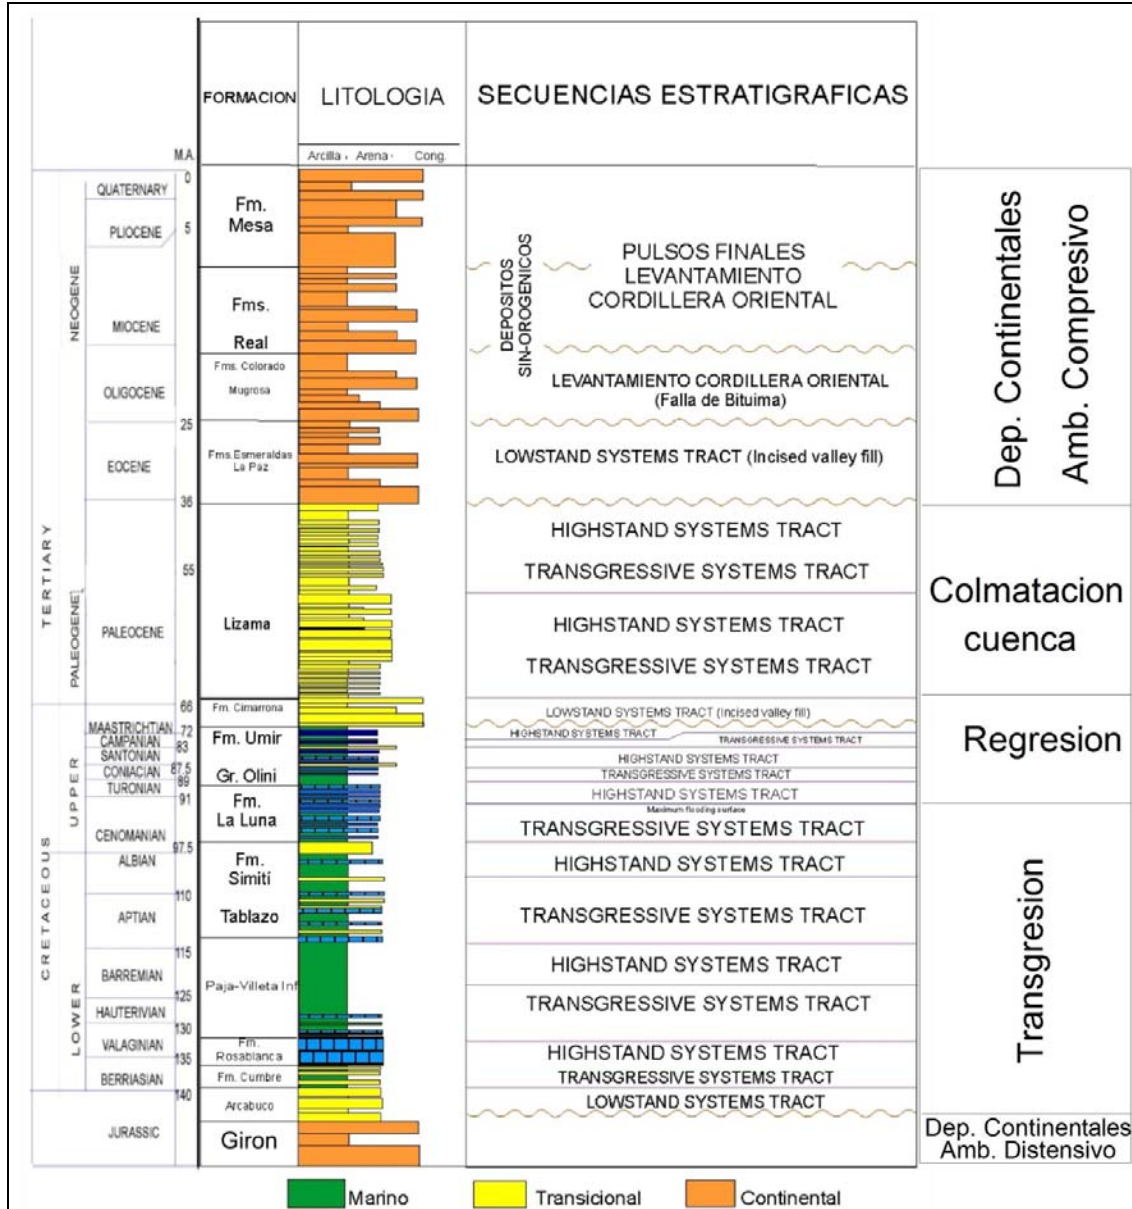 FORMACION
LITOLOGIA
SECUENCIAS ESTRATIGRAFICAS
M.A.
Arcilla
Arena
Cong.
TERTIARY
NEOGENE
PALEOGENE
QUATERNARY
PLIOCENE
MIOCENE
OLIGOCENE
EOCENE
PALEOCENE
CRETACEOUS
UPPER
LOWER
MAASTRICHTIAN
CAMPANIAN
SANTONIAN
CONIACIAN
TURONIAN
CENOMANIAN
ALBIAN
APTIAN
BARREMIAN
HAUTERIVIAN
VALAGINIAN
BERRIASIAN
JURASSIC
0
5
25
36
55
66
72
83
87.5
89
91
97.5
110
115
125
130
135
140
Fm.
Mesa
Fms.
Real
Fms. Colorado
Mugrosa
Fms.Esmeraldas
La Paz
Lizama
Fm. Cimarrona
Fm. Umir
Gr. Olini
Fm.
La Luna
Fm.
Simití
Tablazo
Paja-Villeta Inf
Fm.
Rosablanca
Fm. Cumbre
Arcabuco
Giron
DEPOSITOS
SIN-OROGENICOS
PULSOS FINALES
LEVANTAMIENTO
CORDILLERA ORIENTAL
LEVANTAMIENTO CORDILLERA ORIENTAL
(Falla de Bituima)
LOWSTAND SYSTEMS TRACT (Incised valley fill)
HIGHSTAND SYSTEMS TRACT
TRANSGRESSIVE SYSTEMS TRACT
HIGHSTAND SYSTEMS TRACT
TRANSGRESSIVE SYSTEMS TRACT
LOWSTAND SYSTEMS TRACT (Incised valley fill)
HIGHSTAND SYSTEMS TRACT
TRANSGRESSIVE SYSTEMS TRACT
HIGHSTAND SYSTEMS TRACT
TRANSGRESSIVE SYSTEMS TRACT
HIGHSTAND SYSTEMS TRACT
Maximum flooding surface
TRANSGRESSIVE SYSTEMS TRACT
HIGHSTAND SYSTEMS TRACT
TRANSGRESSIVE SYSTEMS TRACT
HIGHSTAND SYSTEMS TRACT
TRANSGRESSIVE SYSTEMS TRACT
HIGHSTAND SYSTEMS TRACT
TRANSGRESSIVE SYSTEMS TRACT
LOWSTAND SYSTEMS TRACT
Dep. Continentales
Amb. Compresivo
Colmatacion
cuenca
Regresion
Transgresion
Dep. Continentales
Amb. Distensivo
Marino
Transicional
Continental